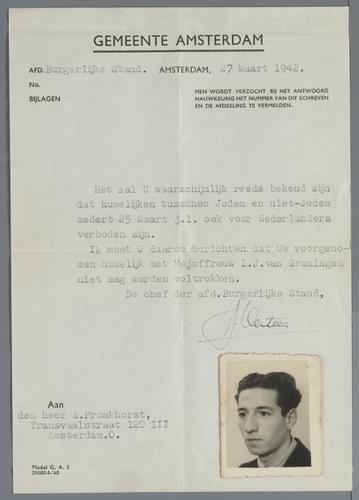 GEMEENTE AMSTERDAM
AFD. Burgerlijke Stand. AMSTERDAM, 27 Maart 1942.
No.
BIJLAGEN
MEN WORDT VERZOCHT BIJ HET ANTWOORD
NAUWKEURIG HET NUMMER VAN DIT SCHRIJVEN
EN DE AFDEELING TE VERMELDEN.
Het zal U waarschijnlijk reeds bekend zijn
dat huwelijken tusschen Joden en niet-Joden
sedert 25 Maart j.l. ook voor Nederlanders
verboden zijn.
Ik moet U daarom berichten dat Uw voorgeno-
men huwelijk met Mejuffrouw L.J.van Groningen
niet mag worden voltrokken.
De chef der afd.Burgerlijke Stand,
Aan
den heer A.Pronkhorst,
Transvaalstraat 120 III
Amsterdam.O.
Model G. A. 5
25000-1-'40